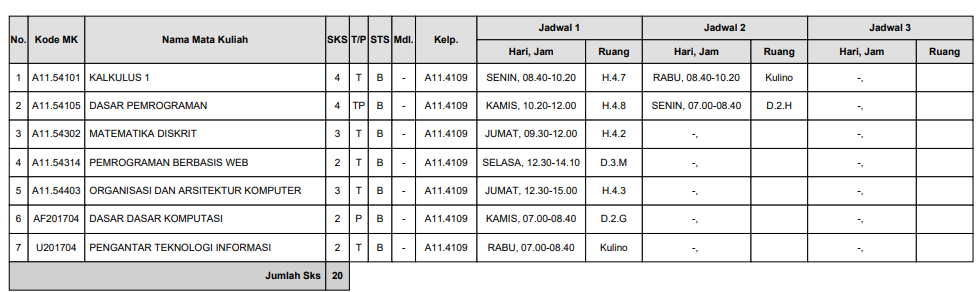 No. Kode MK Nama Mata Kuliah SKS T/P STS Mdl. Kelp. Jadwal 1 Jadwal 2 Jadwal 3
Hari, Jam Ruang Hari, Jam Ruang Hari, Jam Ruang
1 A11.54101 KALKULUS 1 4 T B - A11.4109 SENIN, 08.40-10.20 H.4.7 RABU, 08.40-10.20 Kulino -,
2 A11.54105 DASAR PEMROGRAMAN 4 TP B - A11.4109 KAMIS, 10.20-12.00 H.4.8 SENIN, 07.00-08.40 D.2.H -,
3 A11.54302 MATEMATIKA DISKRIT 3 T B - A11.4109 JUMAT, 09.30-12.00 H.4.2 -, -,
4 A11.54314 PEMROGRAMAN BERBASIS WEB 2 T B - A11.4109 SELASA, 12.30-14.10 D.3.M -, -,
5 A11.54403 ORGANISASI DAN ARSITEKTUR KOMPUTER 3 T B - A11.4109 JUMAT, 12.30-15.00 H.4.3 -, -,
6 AF201704 DASAR DASAR KOMPUTASI 2 P B - A11.4109 KAMIS, 07.00-08.40 D.2.G -, -,
7 U201704 PENGANTAR TEKNOLOGI INFORMASI 2 T B - A11.4109 RABU, 07.00-08.40 Kulino -, -,
Jumlah Sks 20